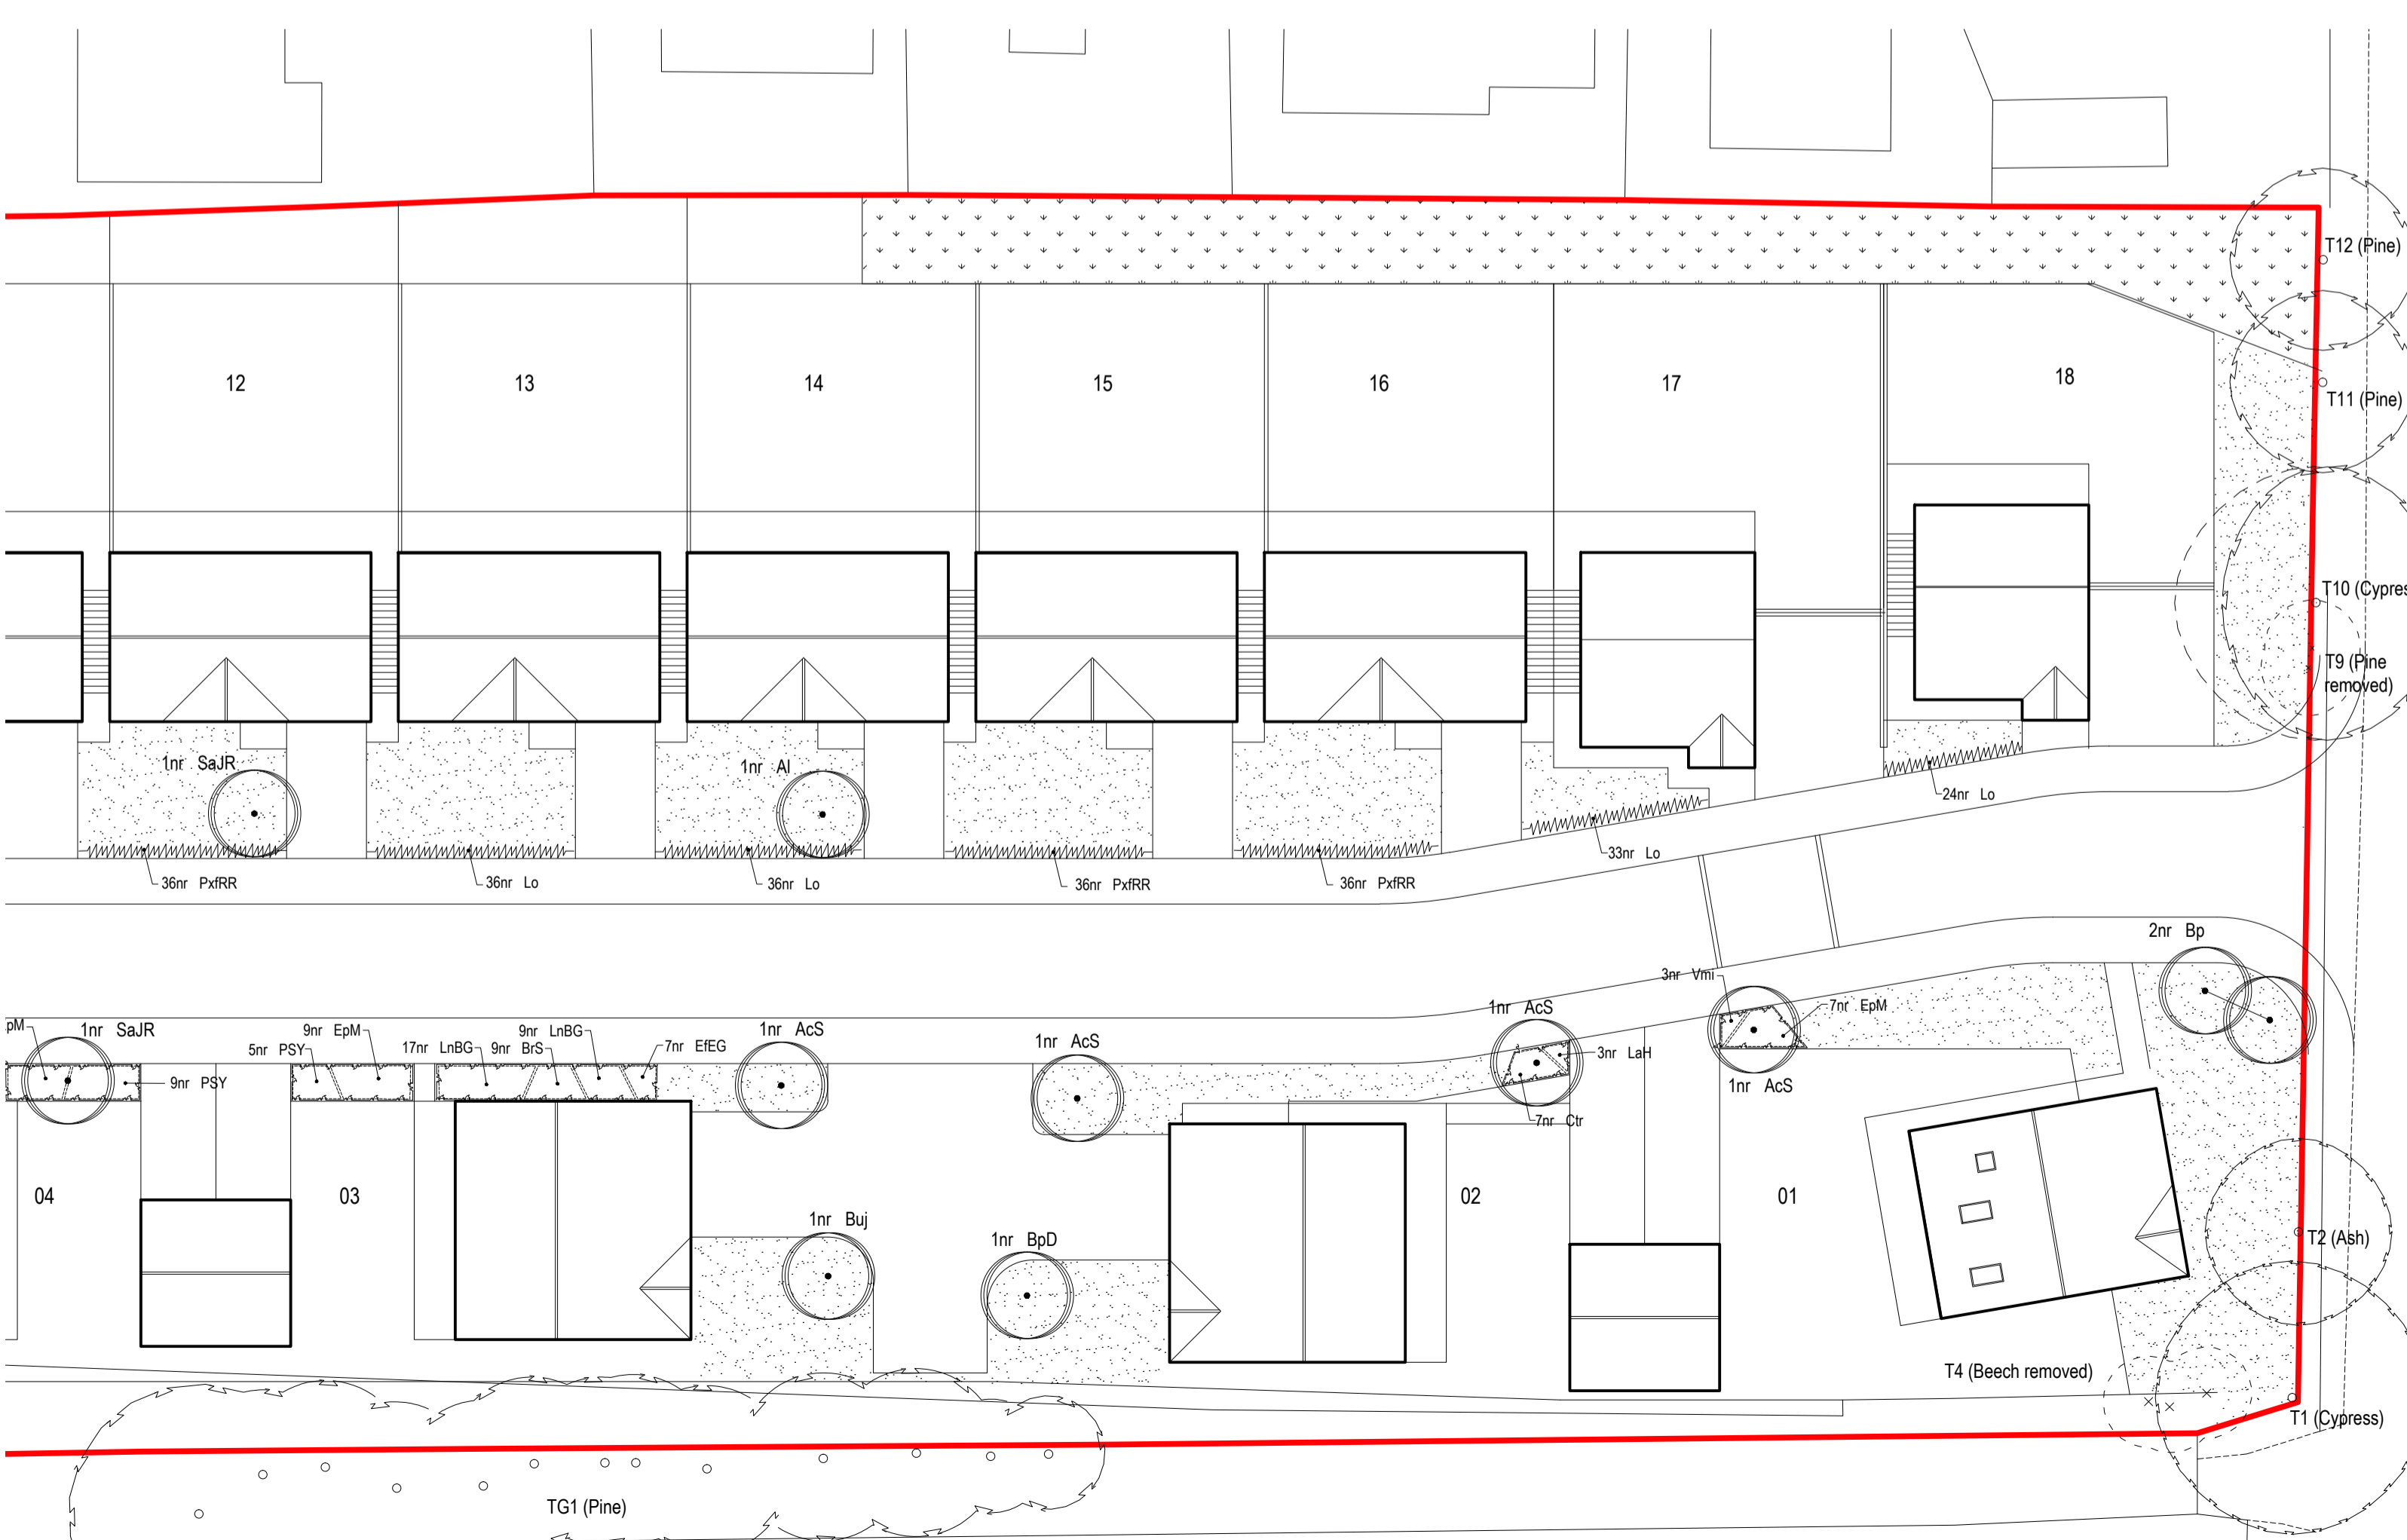 T12 (Pine)
12
13
14
15
16
17
18
T11 (Pine)
T10 (Cypres
T9 (Pine
removed)
1nr SaJR
1nr Al
24nr Lo
33nr Lo
36nr PxfRR
36nr Lo
36nr Lo
36nr PxfRR
36nr PxfRR
2nr Bp
3nr Vmi
7nr EpM
1nr AcS
pM
1nr SaJR
9nr EpM
5nr PSY
17nr LnBG
9nr BrS
9nr LnBG
7nr EfEG
1nr AcS
1nr AcS
3nr LaH
9nr PSY
1nr AcS
7nr Ctr
04
03
02
01
1nr Buj
1nr BpD
T2 (Ash)
T4 (Beech removed)
T1 (Cypress)
TG1 (Pine)